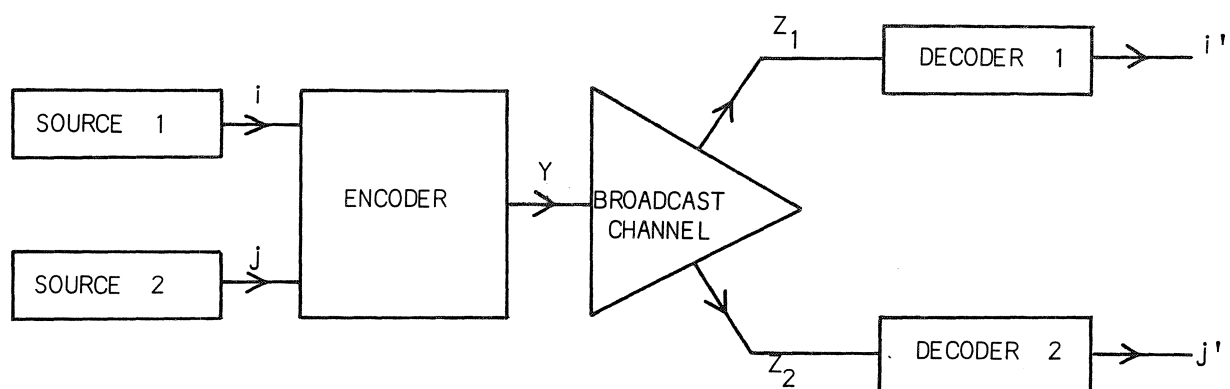 SOURCE 1
i
ENCODER
SOURCE 2
j
Y
BROADCAST
CHANNEL
Z1
DECODER 1
i'
Z2
DECODER 2
j'